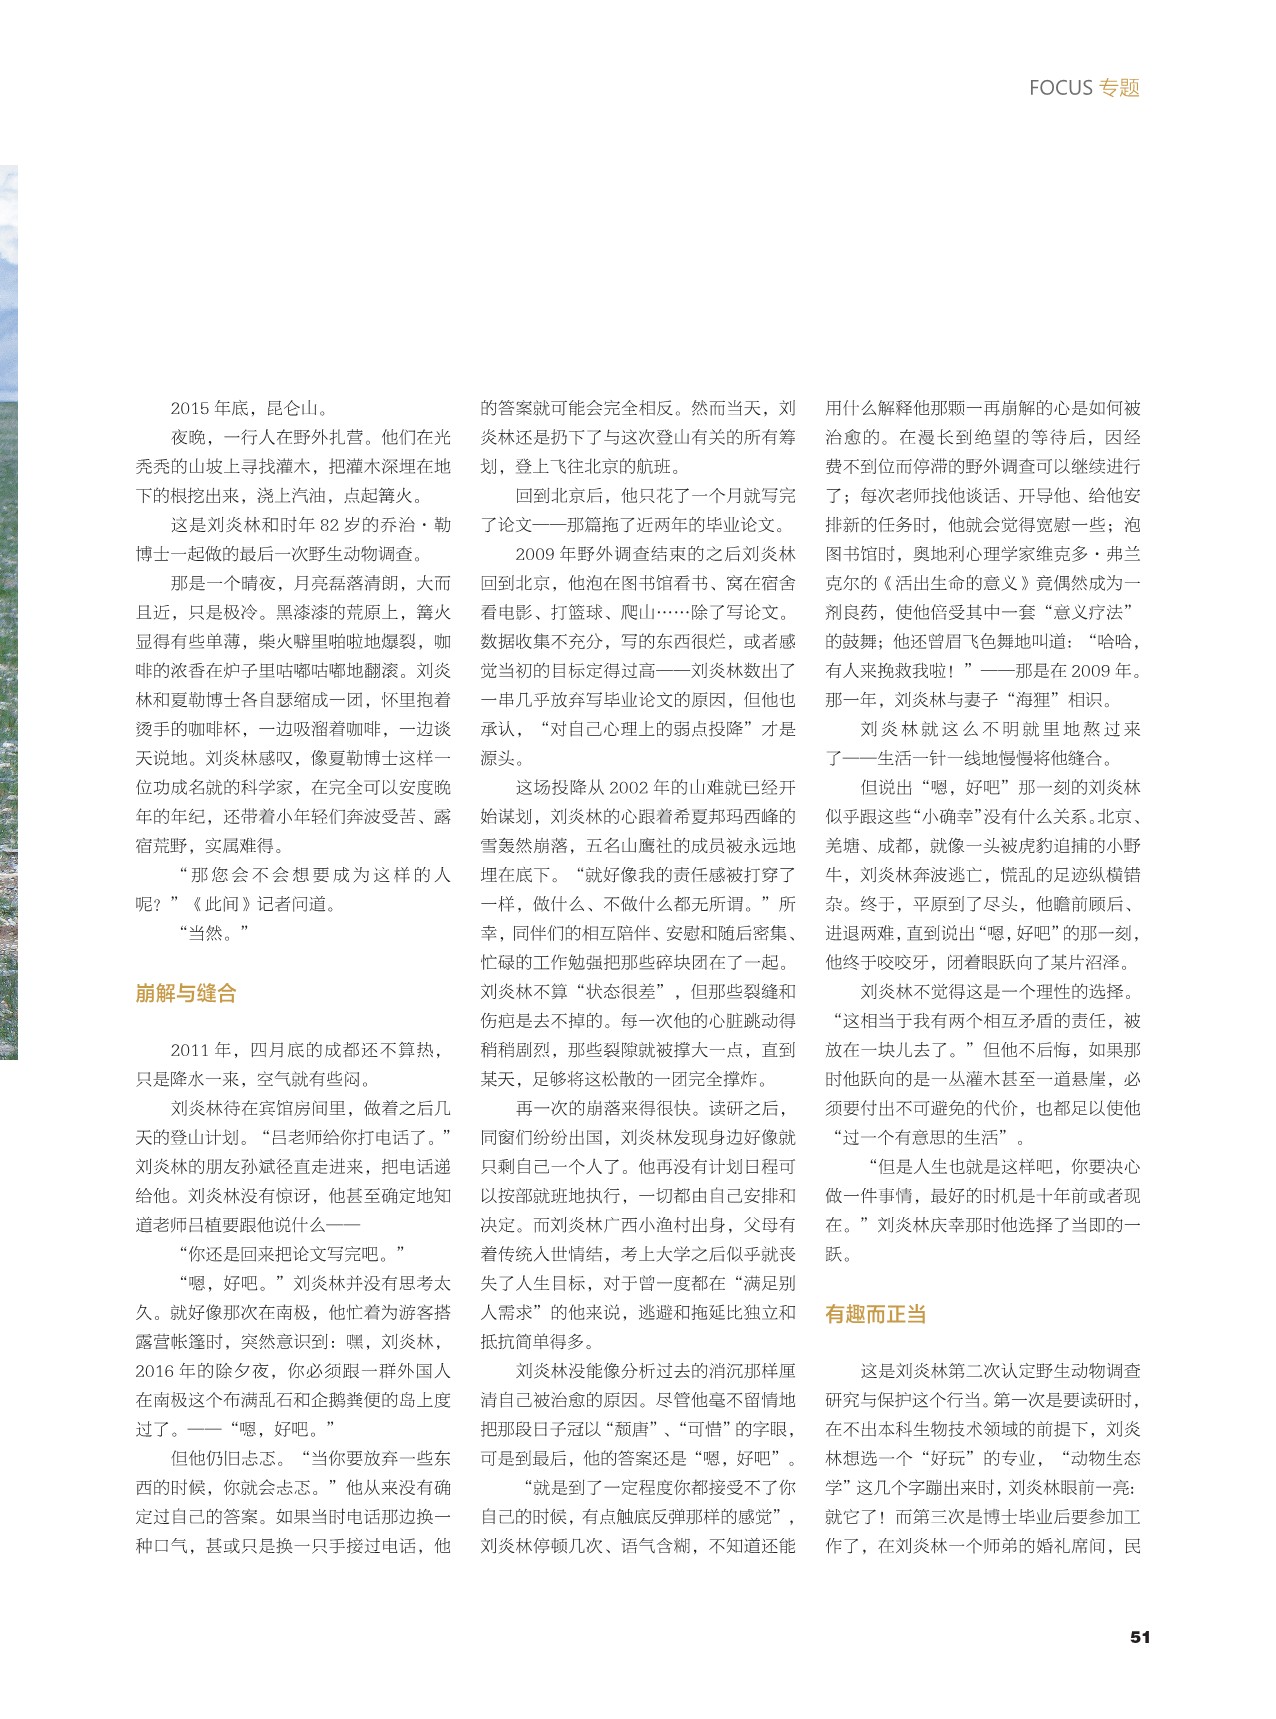 FOCUS 专题
2015 年底，昆仑山。
夜晚，一行人在野外扎营。他们在光
秃秃的山坡上寻找灌木，把灌木深埋在地
下的根挖出来，浇上汽油，点起篝火。
这是刘炎林和时年 82 岁的乔治·勒
博士一起做的最后一次野生动物调查。
那是一个晴夜，月亮磊落清朗，大而
且近，只是极冷。黑漆漆的荒原上，篝火
显得有些单薄，柴火噼里啪啦地爆裂，咖
啡的浓香在炉子里咕嘟咕嘟地翻滚。刘炎
林和夏勒博士各自瑟缩成一团，怀里抱着
烫手的咖啡杯，一边吸溜着咖啡，一边谈
天说地。刘炎林感叹，像夏勒博士这样一
位功成名就的科学家，在完全可以安度晚
年的年纪，还带着小年轻们奔波受苦、露
宿荒野，实属难得。
“那您会不会想要成为这样的人
呢？”《此间》记者问道。
“当然。”
崩解与缝合
2011 年，四月底的成都还不算热，
只是降水一来，空气就有些闷。
刘炎林待在宾馆房间里，做着之后几
天的登山计划。“吕老师给你打电话了。”
刘炎林的朋友孙斌径直走进来，把电话递
给他。刘炎林没有惊讶，他甚至确定地知
道老师吕植要跟他说什么——
“你还是回来把论文写完吧。”
“嗯，好吧。”刘炎林并没有思考太
久。就好像那次在南极，他忙着为游客搭
露营帐篷时，突然意识到：嘿，刘炎林，
2016 年的除夕夜，你必须跟一群外国人
在南极这个布满乱石和企鹅粪便的岛上度
过了。——“嗯，好吧。”
但他仍旧忐忑。“当你要放弃一些东
西的时候，你就会忐忑。”他从来没有确
定过自己的答案。如果当时电话那边换一
种口气，甚或只是换一只手接过电话，他
的答案就可能会完全相反。然而当天，刘
炎林还是扔下了与这次登山有关的所有筹
划，登上飞往北京的航班。
回到北京后，他只花了一个月就写完
了论文——那篇拖了近两年的毕业论文。
2009 年野外调查结束的之后刘炎林
回到北京，他泡在图书馆看书、窝在宿舍
看电影、打篮球、爬山……除了写论文。
数据收集不充分，写的东西很烂，或者感
觉当初的目标定得过高——刘炎林数出了
一串几乎放弃写毕业论文的原因，但他也
承认，“对自己心理上的弱点投降”才是
源头。
这场投降从 2002 年的山难就已经开
始谋划，刘炎林的心跟着希夏邦玛西峰的
雪轰然崩落，五名山鹰社的成员被永远地
埋在底下。“就好像我的责任感被打穿了
一样，做什么、不做什么都无所谓。”所
幸，同伴们的相互陪伴、安慰和随后密集、
忙碌的工作勉强把那些碎块团在了一起。
刘炎林不算“状态很差”，但那些裂缝和
伤疤是去不掉的。每一次他的心脏跳动得
稍稍剧烈，那些裂隙就被撑大一点，直到
某天，足够将这松散的一团完全撑炸。
再一次的崩落来得很快。读研之后，
同窗们纷纷出国，刘炎林发现身边好像就
只剩自己一个人了。他再没有计划日程可
以按部就班地执行，一切都由自己安排和
决定。而刘炎林广西小渔村出身，父母有
着传统入世情结，考上大学之后似乎就丧
失了人生目标，对于曾一度都在“满足别
人需求”的他来说，逃避和拖延比独立和
抵抗简单得多。
刘炎林没能像分析过去的消沉那样厘
清自己被治愈的原因。尽管他毫不留情地
把那段日子冠以“颓唐”、“可惜”的字眼，
可是到最后，他的答案还是“嗯，好吧”。
“就是到了一定程度你都接受不了你
自己的时候，有点触底反弹那样的感觉”，
刘炎林停顿几次、语气含糊，不知道还能
用什么解释他那颗一再崩解的心是如何被
治愈的。在漫长到绝望的等待后，因经
费不到位而停滞的野外调查可以继续进行
了；每次老师找他谈话、开导他、给他安
排新的任务时，他就会觉得宽慰一些；泡
图书馆时，奥地利心理学家维克多·弗兰
克尔的《活出生命的意义》竟偶然成为一
剂良药，使他倍受其中一套“意义疗法”
的鼓舞；他还曾眉飞色舞地叫道：“哈哈，
有人来挽救我啦！”——那是在 2009 年。
那一年，刘炎林与妻子“海狸”相识。
刘炎林就这么不明就里地熬过来
了——生活一针一线地慢慢将他缝合。
但说出“嗯，好吧”那一刻的刘炎林
似乎跟这些“小确幸”没有什么关系。北京、
羌塘、成都，就像一头被虎豹追捕的小野
牛，刘炎林奔波逃亡，慌乱的足迹纵横错
杂。终于，平原到了尽头，他瞻前顾后、
进退两难，直到说出“嗯，好吧”的那一刻，
他终于咬咬牙，闭着眼跃向了某片沼泽。
刘炎林不觉得这是一个理性的选择。
“这相当于我有两个相互矛盾的责任，被
放在一块儿去了。”但他不后悔，如果那
时他跃向的是一丛灌木甚至一道悬崖，必
须要付出不可避免的代价，也都足以使他
“过一个有意思的生活”。
“但是人生也就是这样吧，你要决心
做一件事情，最好的时机是十年前或者现
在。”刘炎林庆幸那时他选择了当即的一
跃。
有趣而正当
这是刘炎林第二次认定野生动物调查
研究与保护这个行当。第一次是要读研时，
在不出本科生物技术领域的前提下，刘炎
林想选一个“好玩”的专业，“动物生态
学”这几个字蹦出来时，刘炎林眼前一亮：
就它了！而第三次是博士毕业后要参加工
作了，在刘炎林一个师弟的婚礼席间，民
51